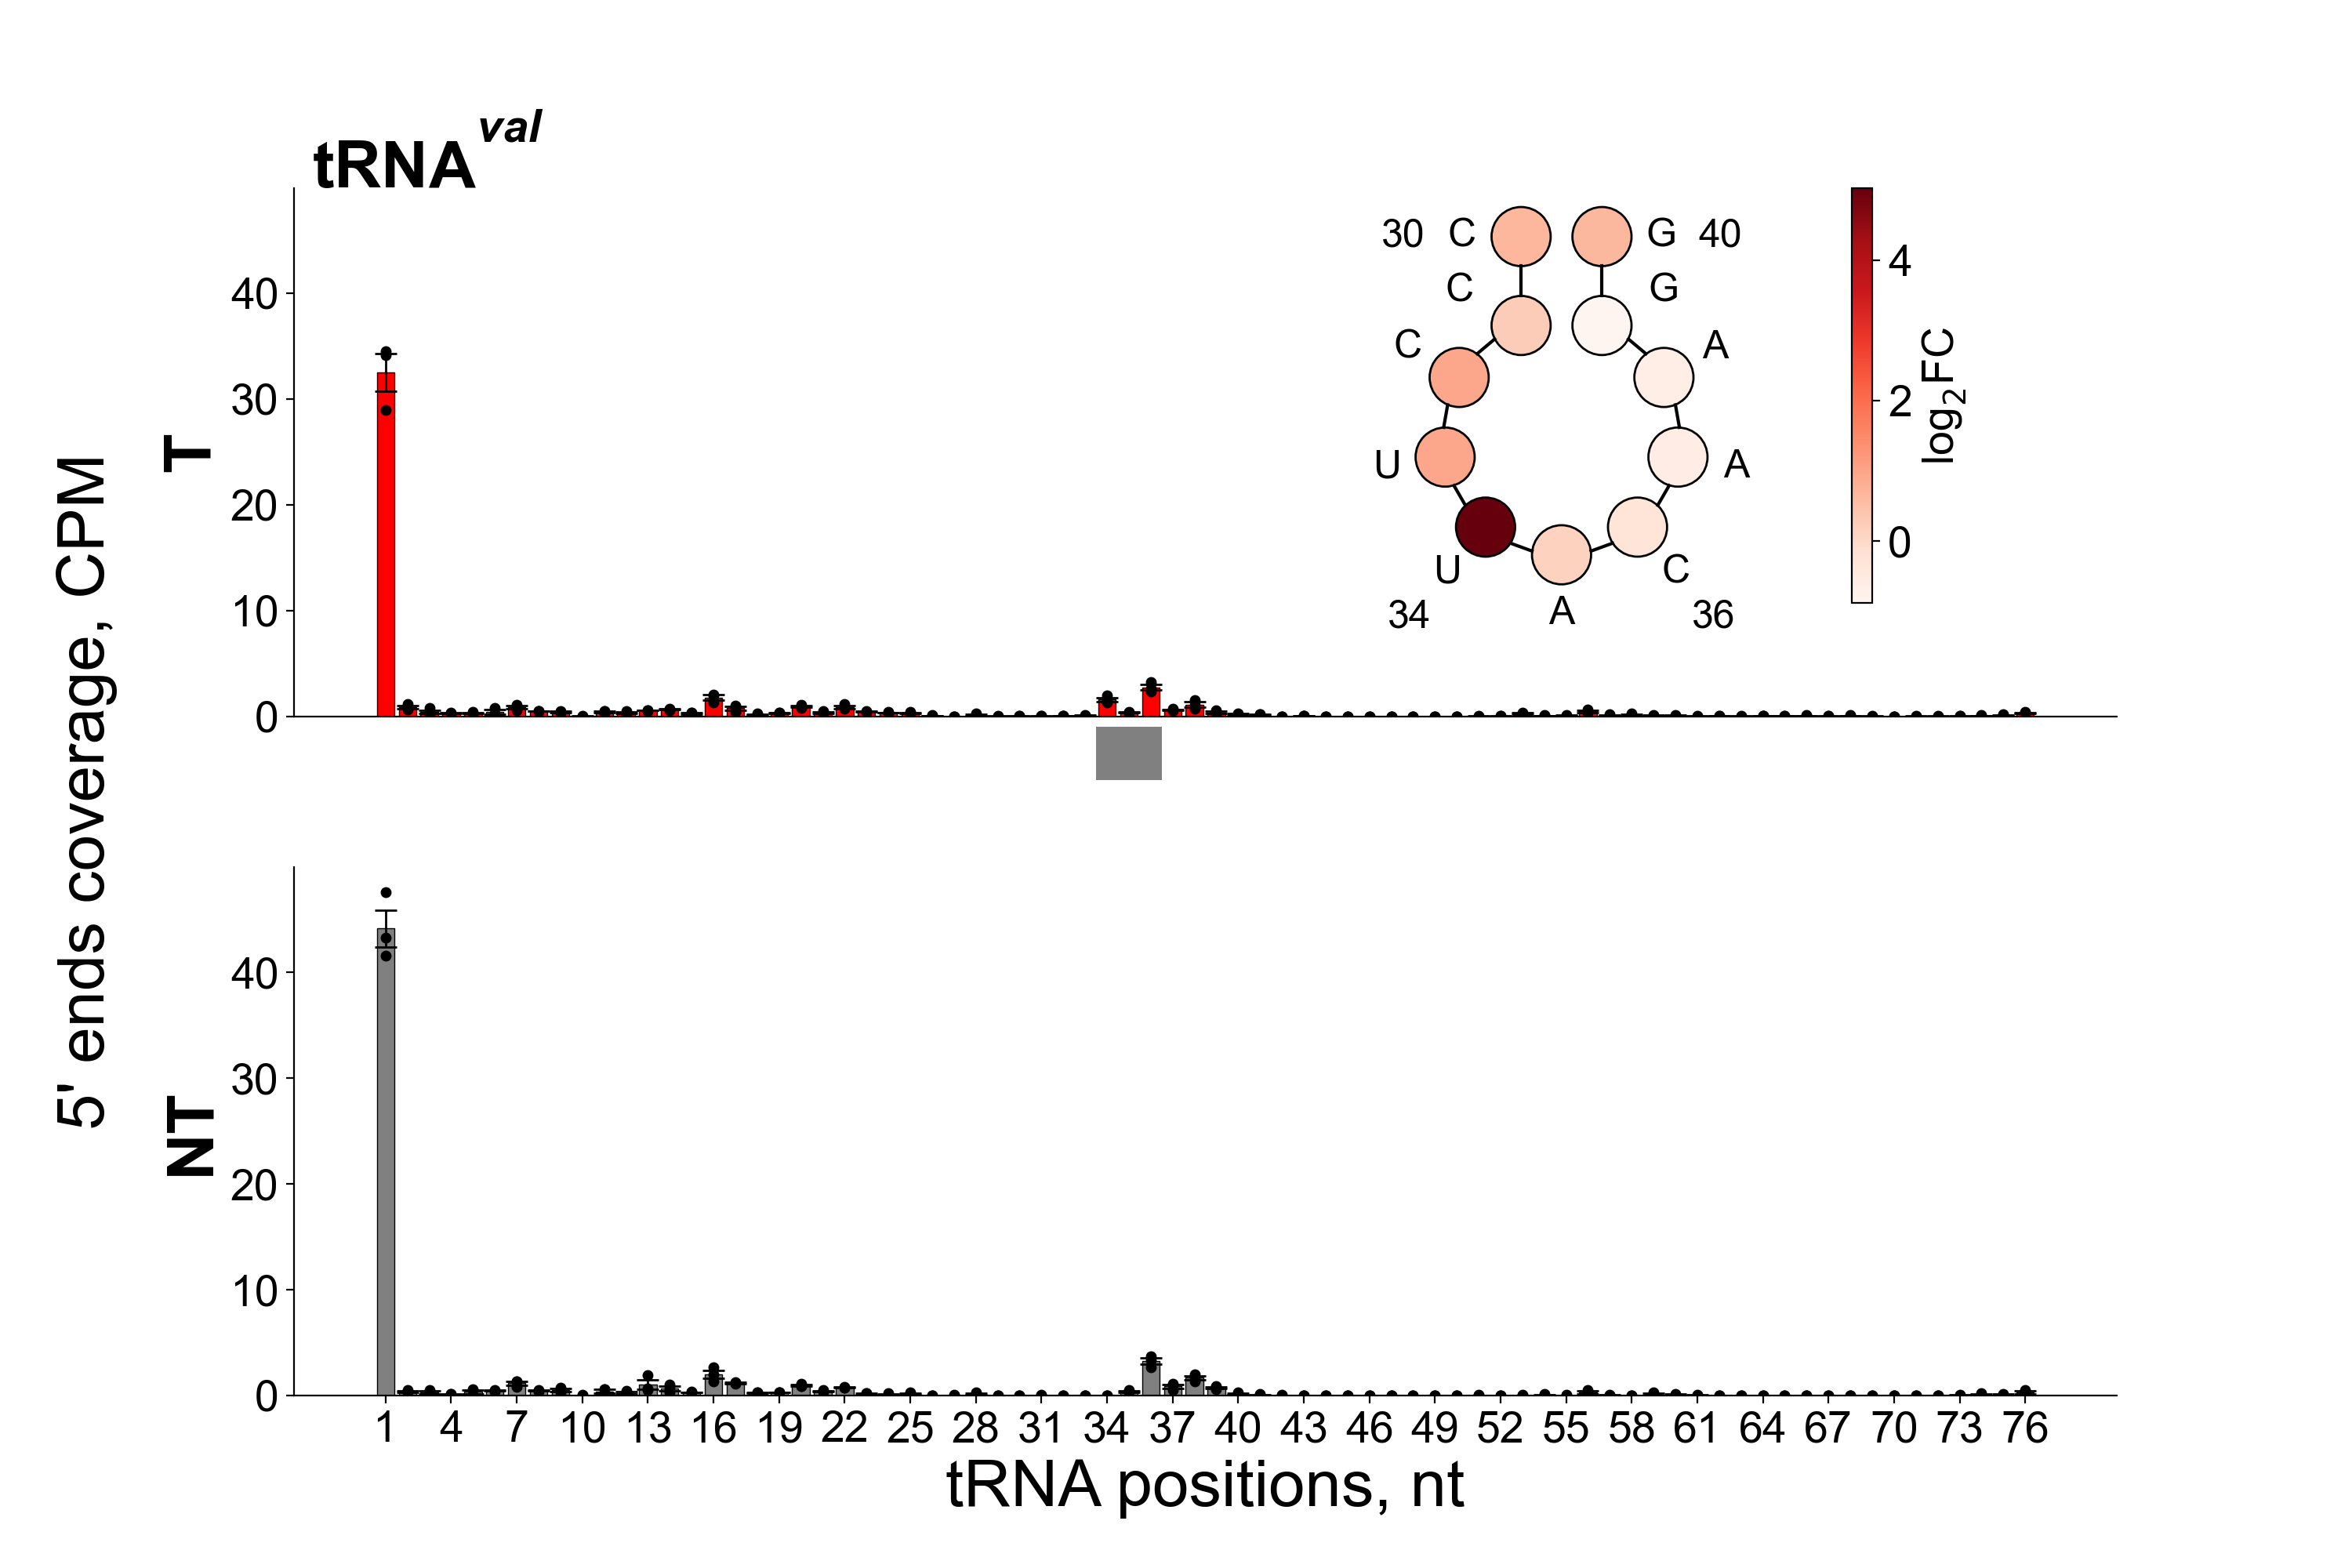 tRNAval
5' ends coverage, CPM
T
40
30
20
10
0
30 C G 40
C G
C A
U A
U C
34 A 36
4
2
0
log2FC
NT
40
30
20
10
0
1 4 7 10 13 16 19 22 25 28 31 34 37 40 43 46 49 52 55 58 61 64 67 70 73 76
tRNA positions, nt